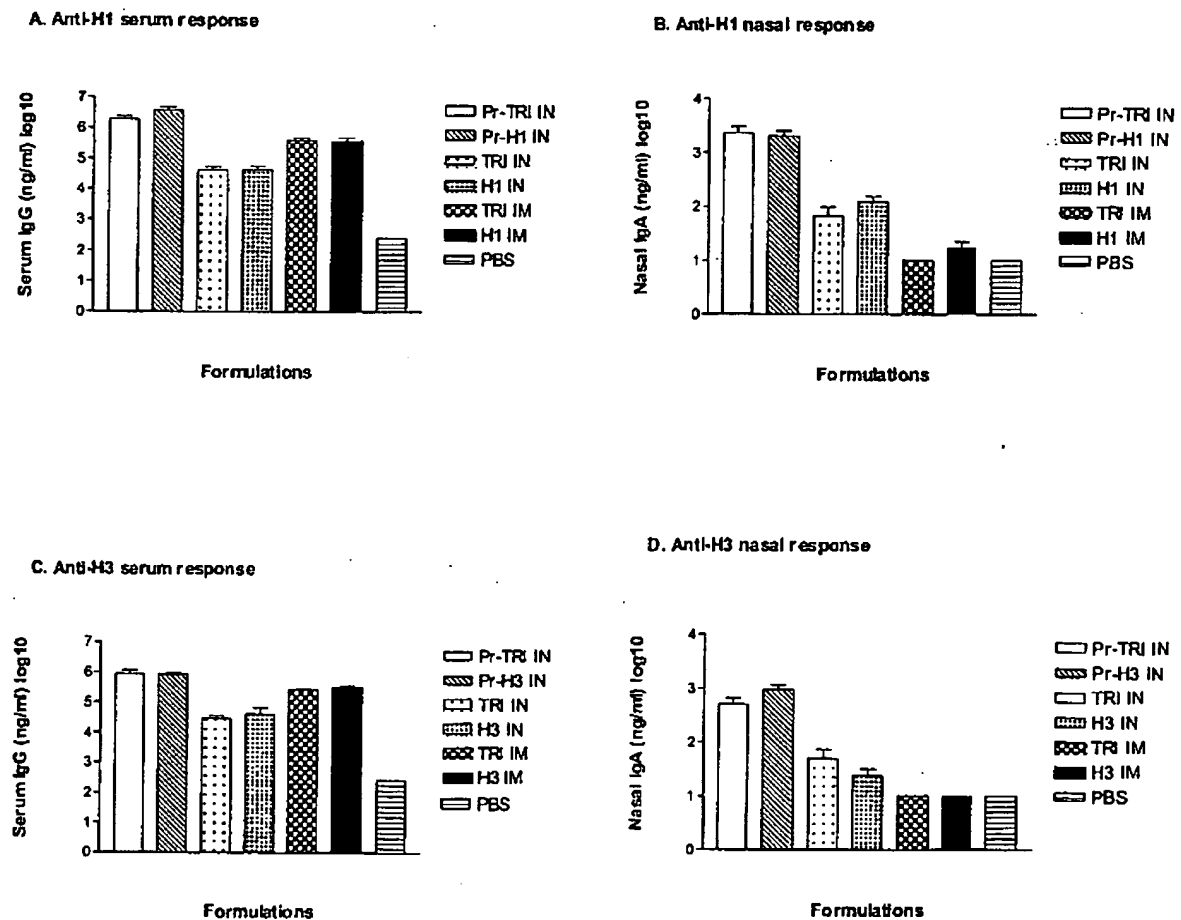 A. Anti-H1 serum response
Serum IgG (ng/ml) log10
7
6
5
4
3
2
1
0
Formulations
Pr-TRI IN
Pr-H1 IN
TRI IN
H1 IN
TRI IM
H1 IM
PBS
B. Anti-H1 nasal response
Nasal IgA (ng/ml) log10
4
3
2
1
0
Formulations
Pr-TRI IN
Pr-H1 IN
TRI IN
H1 IN
TRI IM
H1 IM
PBS
C. Anti-H3 serum response
Serum IgG (ng/ml) log10
7
6
5
4
3
2
1
0
Formulations
Pr-TRI IN
Pr-H3 IN
TRI IN
H3 IN
TRI IM
H3 IM
PBS
D. Anti-H3 nasal response
Nasal IgA (ng/ml) log10
4
3
2
1
0
Formulations
Pr-TRI IN
Pr-H3 IN
TRI IN
H3 IN
TRI IM
H3 IM
PBS